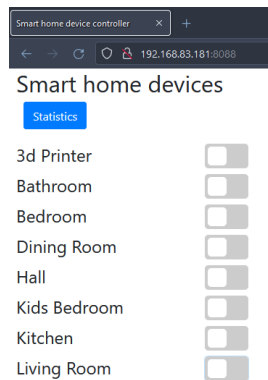 Smart home device controller
192.168.83.181:8088
Smart home devices
Statistics
3d Printer
Bathroom
Bedroom
Dining Room
Hall
Kids Bedroom
Kitchen
Living Room